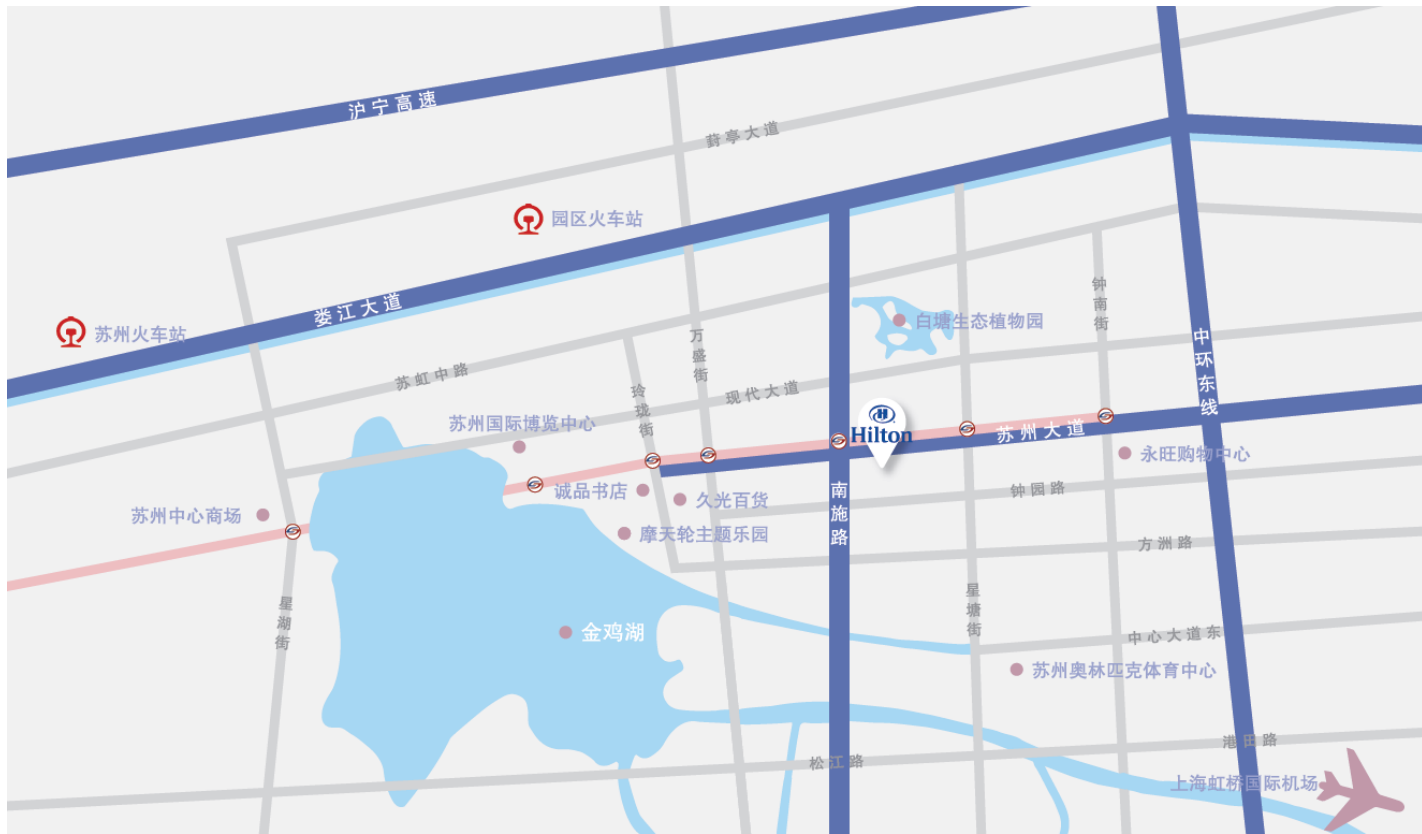 沪宁高速
葑亭大道
园区火车站
娄江大道
苏州火车站
苏虹中路
万盛街
白塘生态植物园
钟南街
中环东线
玲珑街
现代大道
苏州国际博览中心
Hilton
苏州大道
永旺购物中心
诚品书店
久光百货
南施路
钟园路
苏州中心商场
摩天轮主题乐园
方洲路
星湖街
金鸡湖
星塘街
中心大道东
苏州奥林匹克体育中心
松江路
港田路
上海虹桥国际机场